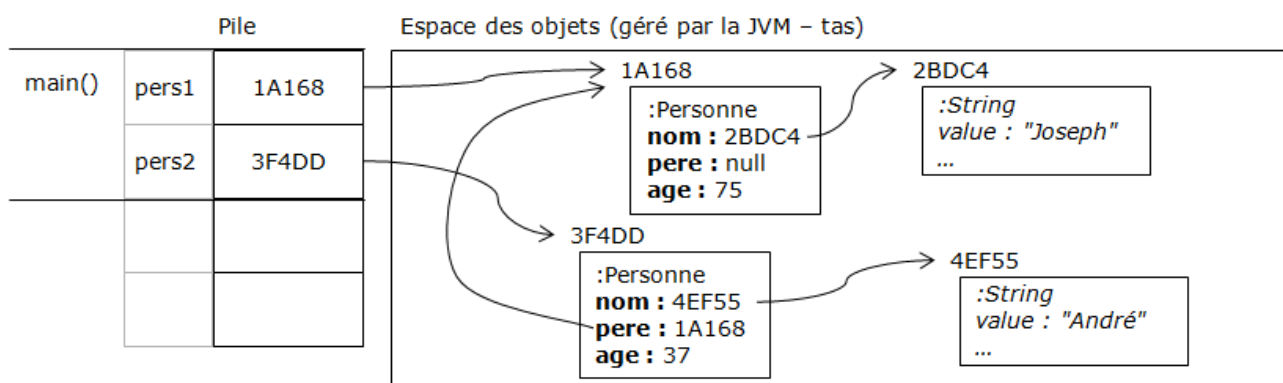 Pile
Espace des objets (géré par la JVM – tas)
main()
pers1
1A168
pers2
3F4DD
1A168
:Personne
nom : 2BDC4
pere : null
age : 75
2BDC4
:String
value : "Joseph"
...
3F4DD
:Personne
nom : 4EF55
pere : 1A168
age : 37
4EF55
:String
value : "André"
...